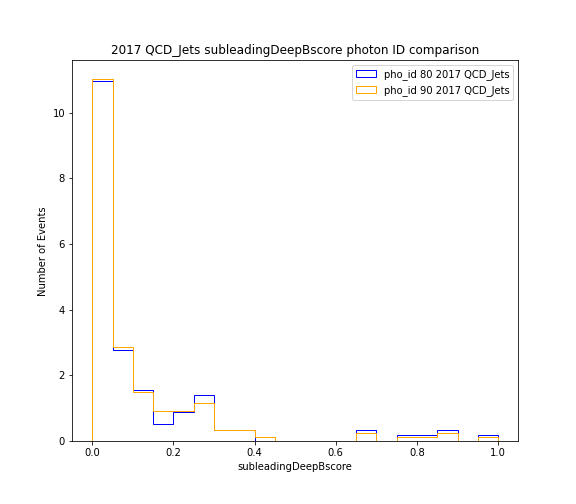 2017 QCD_Jets subleadingDeepBscore photon ID comparison
pho_id 80 2017 QCD_Jets
pho_id 90 2017 QCD_Jets
Number of Events
10
8
6
4
2
0
0.0 0.2 0.4 0.6 0.8 1.0
subleadingDeepBscore